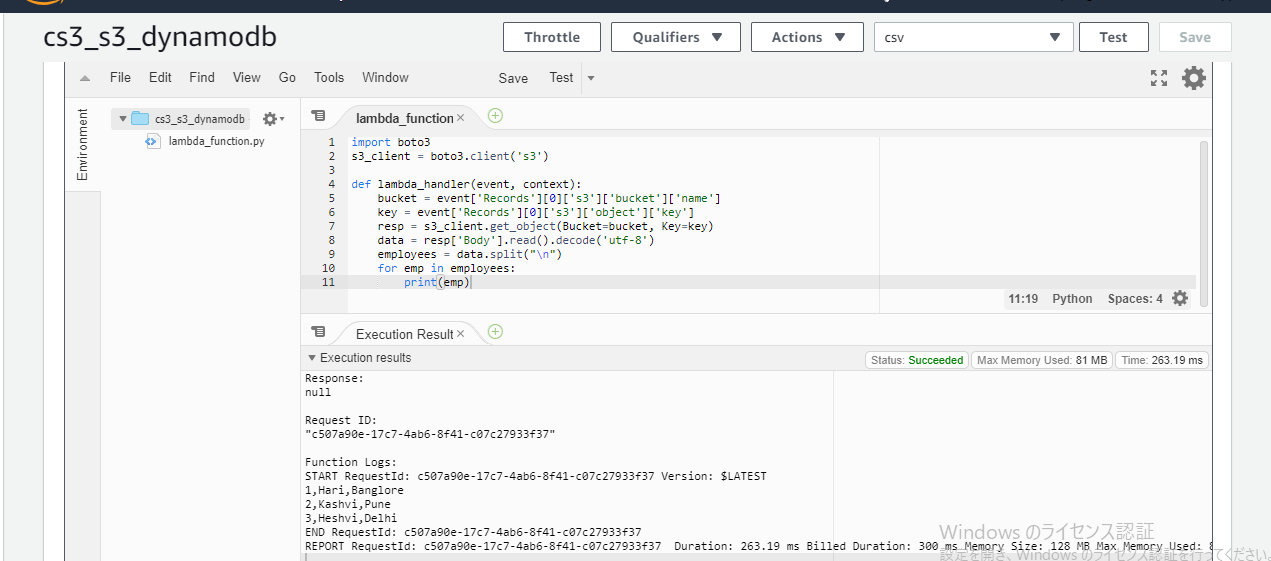 cs3_s3_dynamodb
Throttle
Qualifiers
Actions
csv
Test
Save
File Edit Find View Go Tools Window Save Test
Environment
cs3_s3_dynamodb
lambda_function.py
lambda_function
1 import boto3
2 s3_client = boto3.client('s3')
3
4 def lambda_handler(event, context):
5     bucket = event['Records'][0]['s3']['bucket']['name']
6     key = event['Records'][0]['s3']['object']['key']
7     resp = s3_client.get_object(Bucket=bucket, Key=key)
8     data = resp['Body'].read().decode('utf-8')
9     employees = data.split("\n")
10     for emp in employees:
11         print(emp)
11:19 Python Spaces: 4
Execution Result
Execution results
Status: Succeeded Max Memory Used: 81 MB Time: 263.19 ms
Response:
null
Request ID:
"c507a90e-17c7-4ab6-8f41-c07c27933f37"
Function Logs:
START RequestId: c507a90e-17c7-4ab6-8f41-c07c27933f37 Version: $LATEST
1,Hari,Banglore
2,Kashvi,Pune
3,Heshvi,Delhi
END RequestId: c507a90e-17c7-4ab6-8f41-c07c27933f37
REPORT RequestId: c507a90e-17c7-4ab6-8f41-c07c27933f37 Duration: 263.19 ms Billed Duration: 300 ms Memory Size: 128 MB Max Memory Used:
Windows のライセンス認証
設定を開き、Windows のライセンス認証を行ってください。